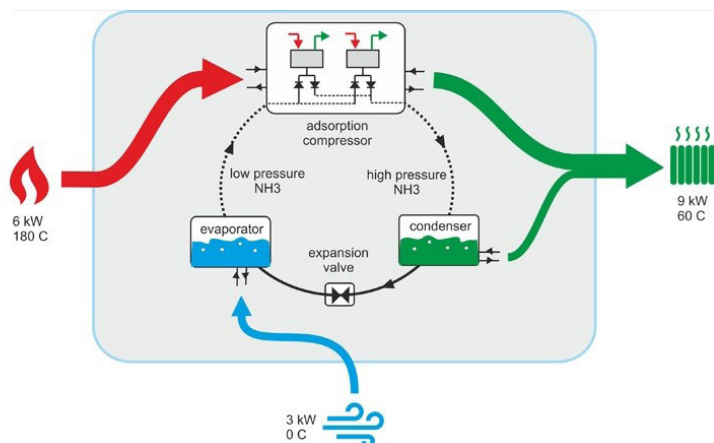 adsorption
compressor
low pressure
NH3
high pressure
NH3
6 kW
180 C
9 kW
60 C
evaporator
condenser
expansion
valve
3 kW
0 C